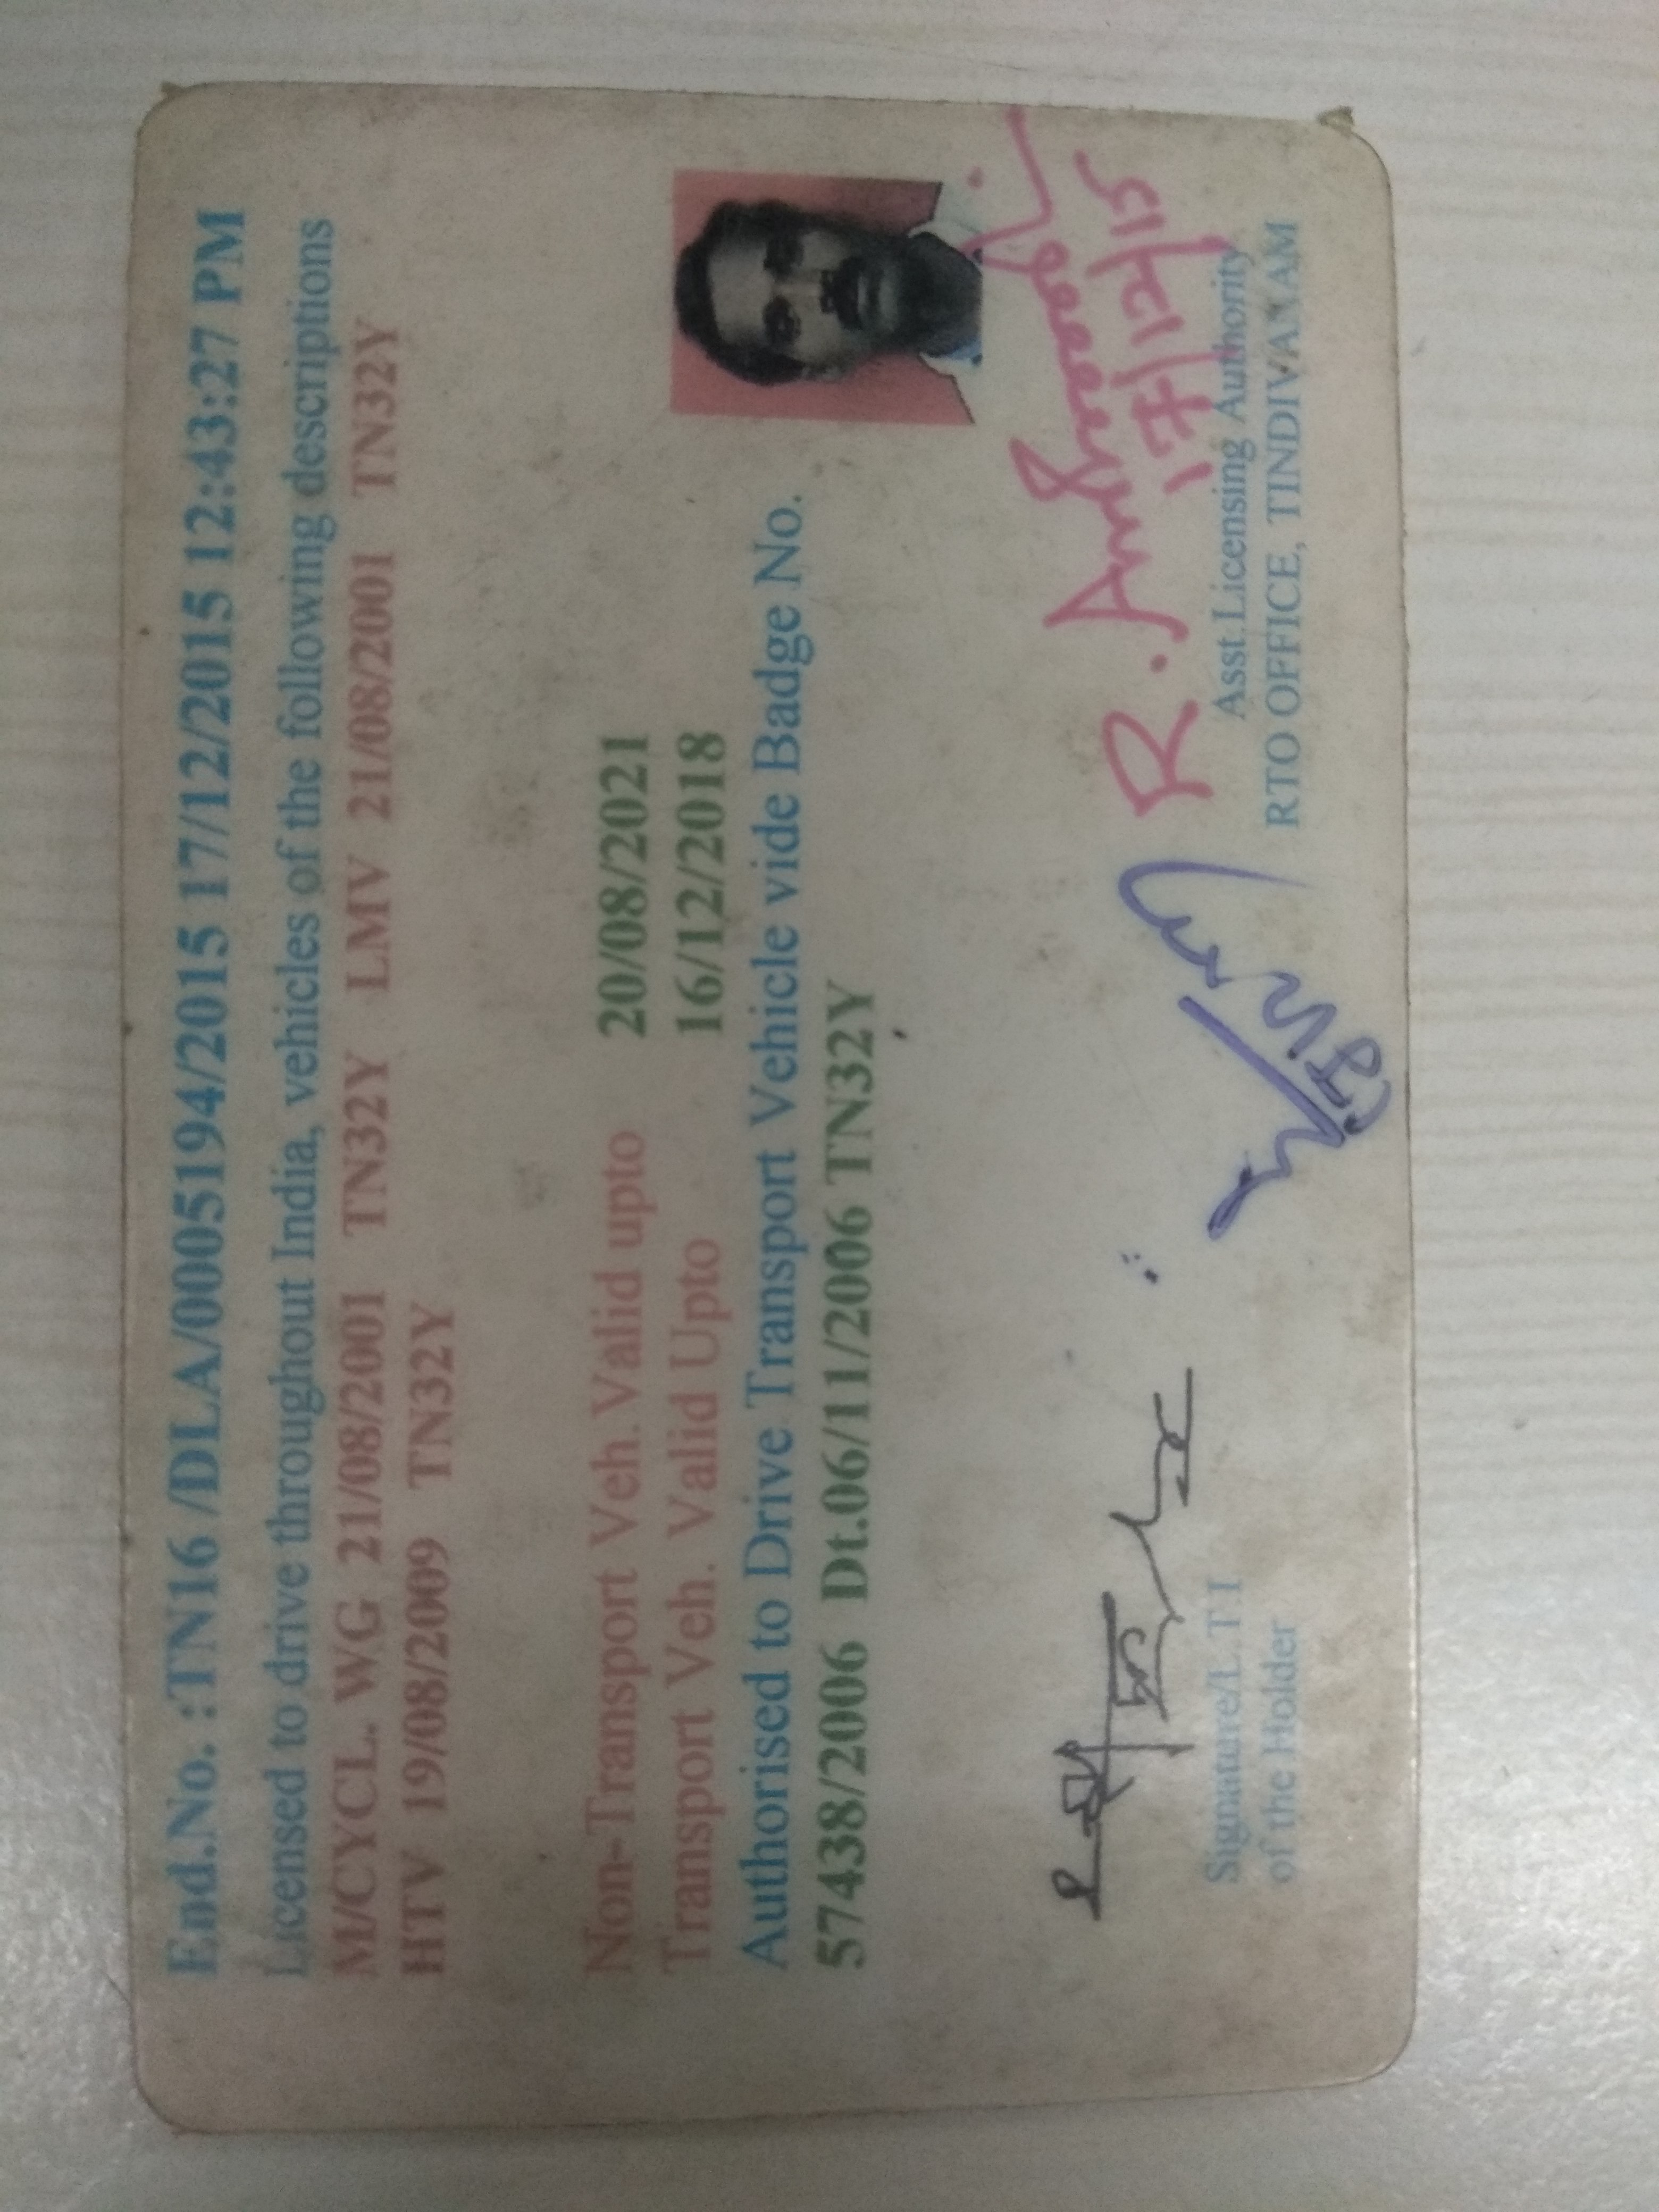 End.No. :TN16 /DLA/0005194/2015 17/12/2015 12:43:27 PM
Licensed to drive throughout India, vehicles of the following descriptions
M/CYCL. WG 21/08/2001 TN32Y LMV 21/08/2001 TN32Y
HTV 19/08/2009 TN32Y
Non-Transport Veh. Valid upto 20/08/2021
Transport Veh. Valid Upto 16/12/2018
Authorised to Drive Transport Vehicle vide Badge No.
57438/2006 Dt.06/11/2006 TN32Y
R.
17/12/15
Signature/L.T.I
of the Holder
Asst.Licensing Authority
RTO OFFICE, TINDIVANAM